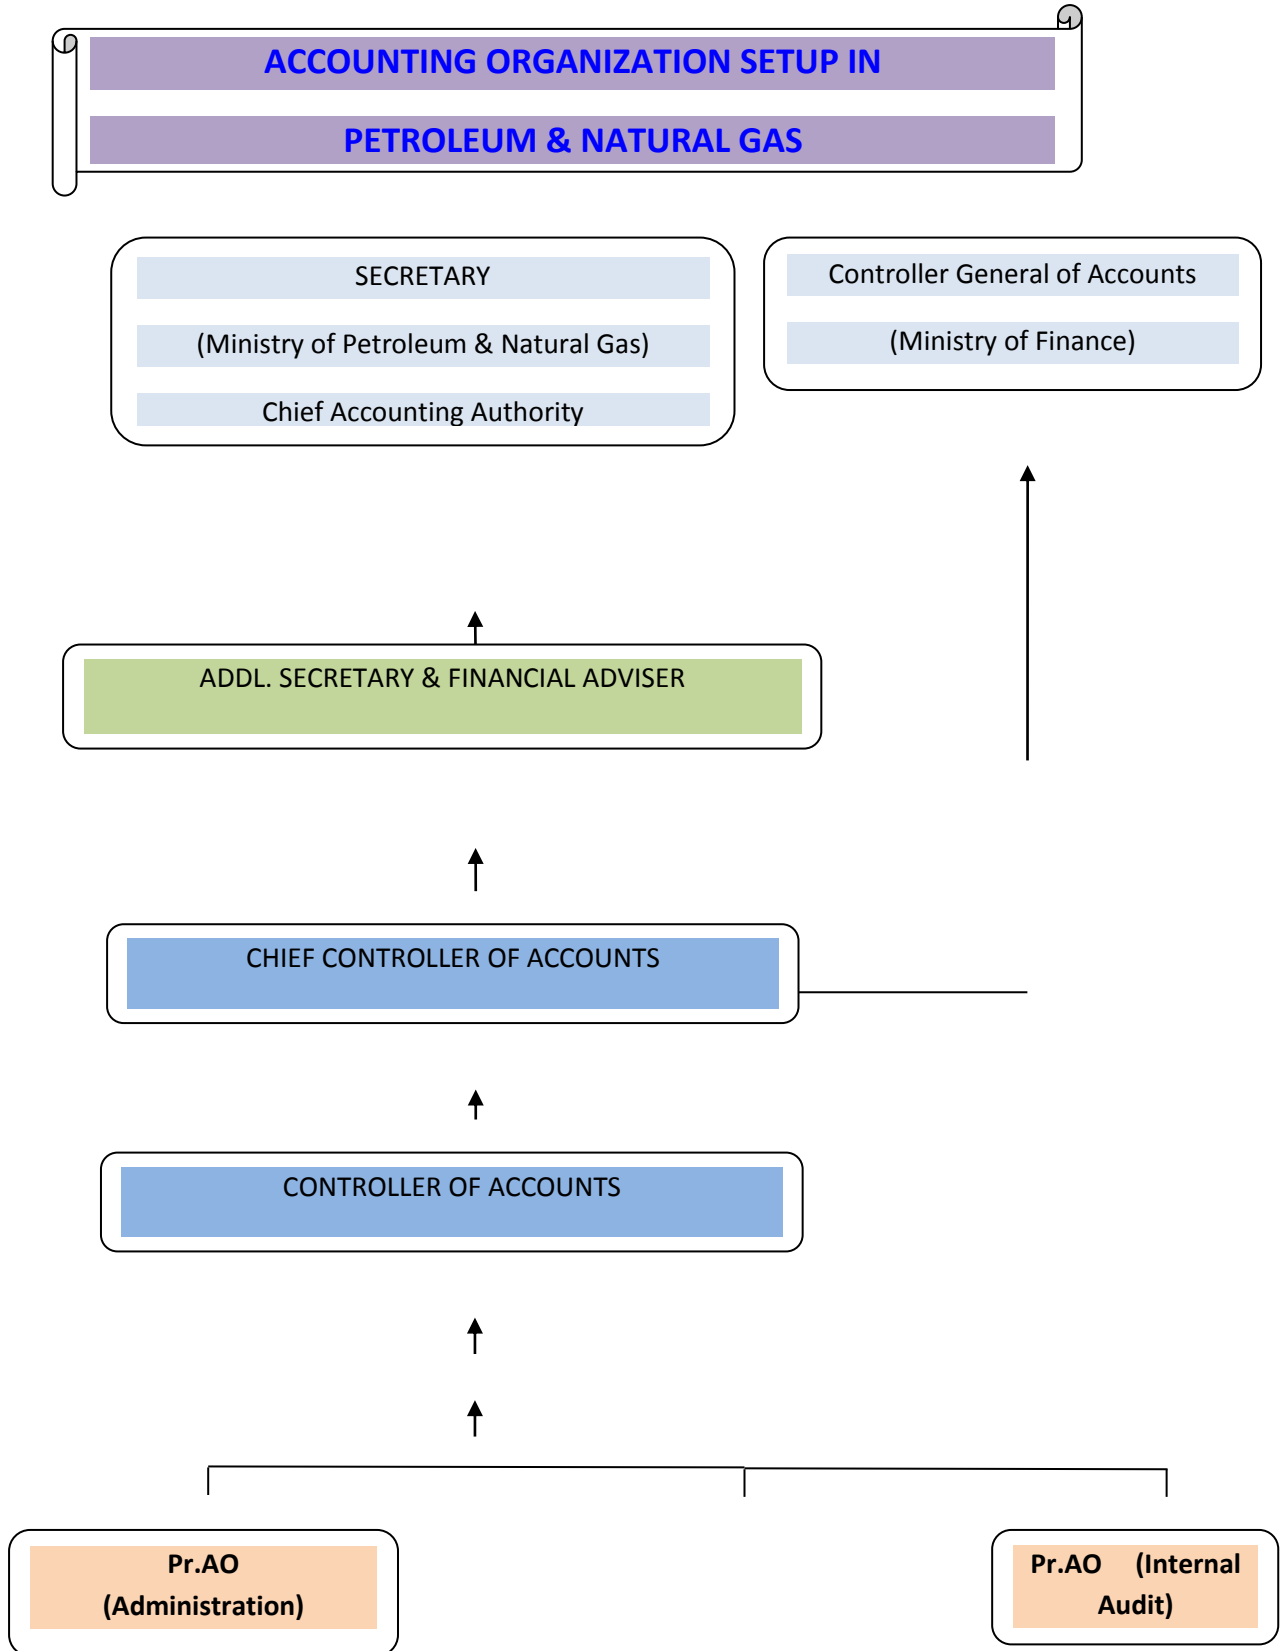 ACCOUNTING ORGANIZATION SETUP IN
PETROLEUM & NATURAL GAS
SECRETARY
(Ministry of Petroleum & Natural Gas)
Chief Accounting Authority
Controller General of Accounts
(Ministry of Finance)
ADDL. SECRETARY & FINANCIAL ADVISER
CHIEF CONTROLLER OF ACCOUNTS
CONTROLLER OF ACCOUNTS
Pr.AO
(Administration)
Pr.AO (Internal
Audit)